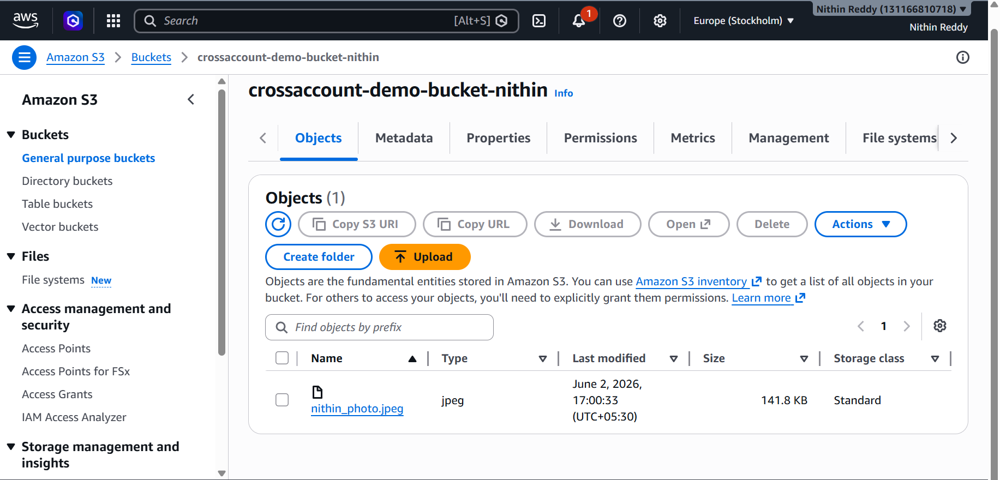 aws
Search
[Alt+S]
1
Europe (Stockholm)
Nithin Reddy (131166810718)
Nithin Reddy
Amazon S3
Buckets
crossaccount-demo-bucket-nithin
Amazon S3
Buckets
General purpose buckets
Directory buckets
Table buckets
Vector buckets
Files
File systems New
Access management and
security
Access Points
Access Points for FSx
Access Grants
IAM Access Analyzer
Storage management and
insights
crossaccount-demo-bucket-nithin Info
Objects
Metadata
Properties
Permissions
Metrics
Management
File systems
Objects (1)
Copy S3 URI
Copy URL
Download
Open
Delete
Actions
Create folder
Upload
Objects are the fundamental entities stored in Amazon S3. You can use Amazon S3 inventory to get a list of all objects in your
bucket. For others to access your objects, you'll need to explicitly grant them permissions. Learn more
Find objects by prefix
1
Name
Type
Last modified
Size
Storage class
nithin_photo.jpeg
jpeg
June 2, 2026,
17:00:33
(UTC+05:30)
141.8 KB
Standard